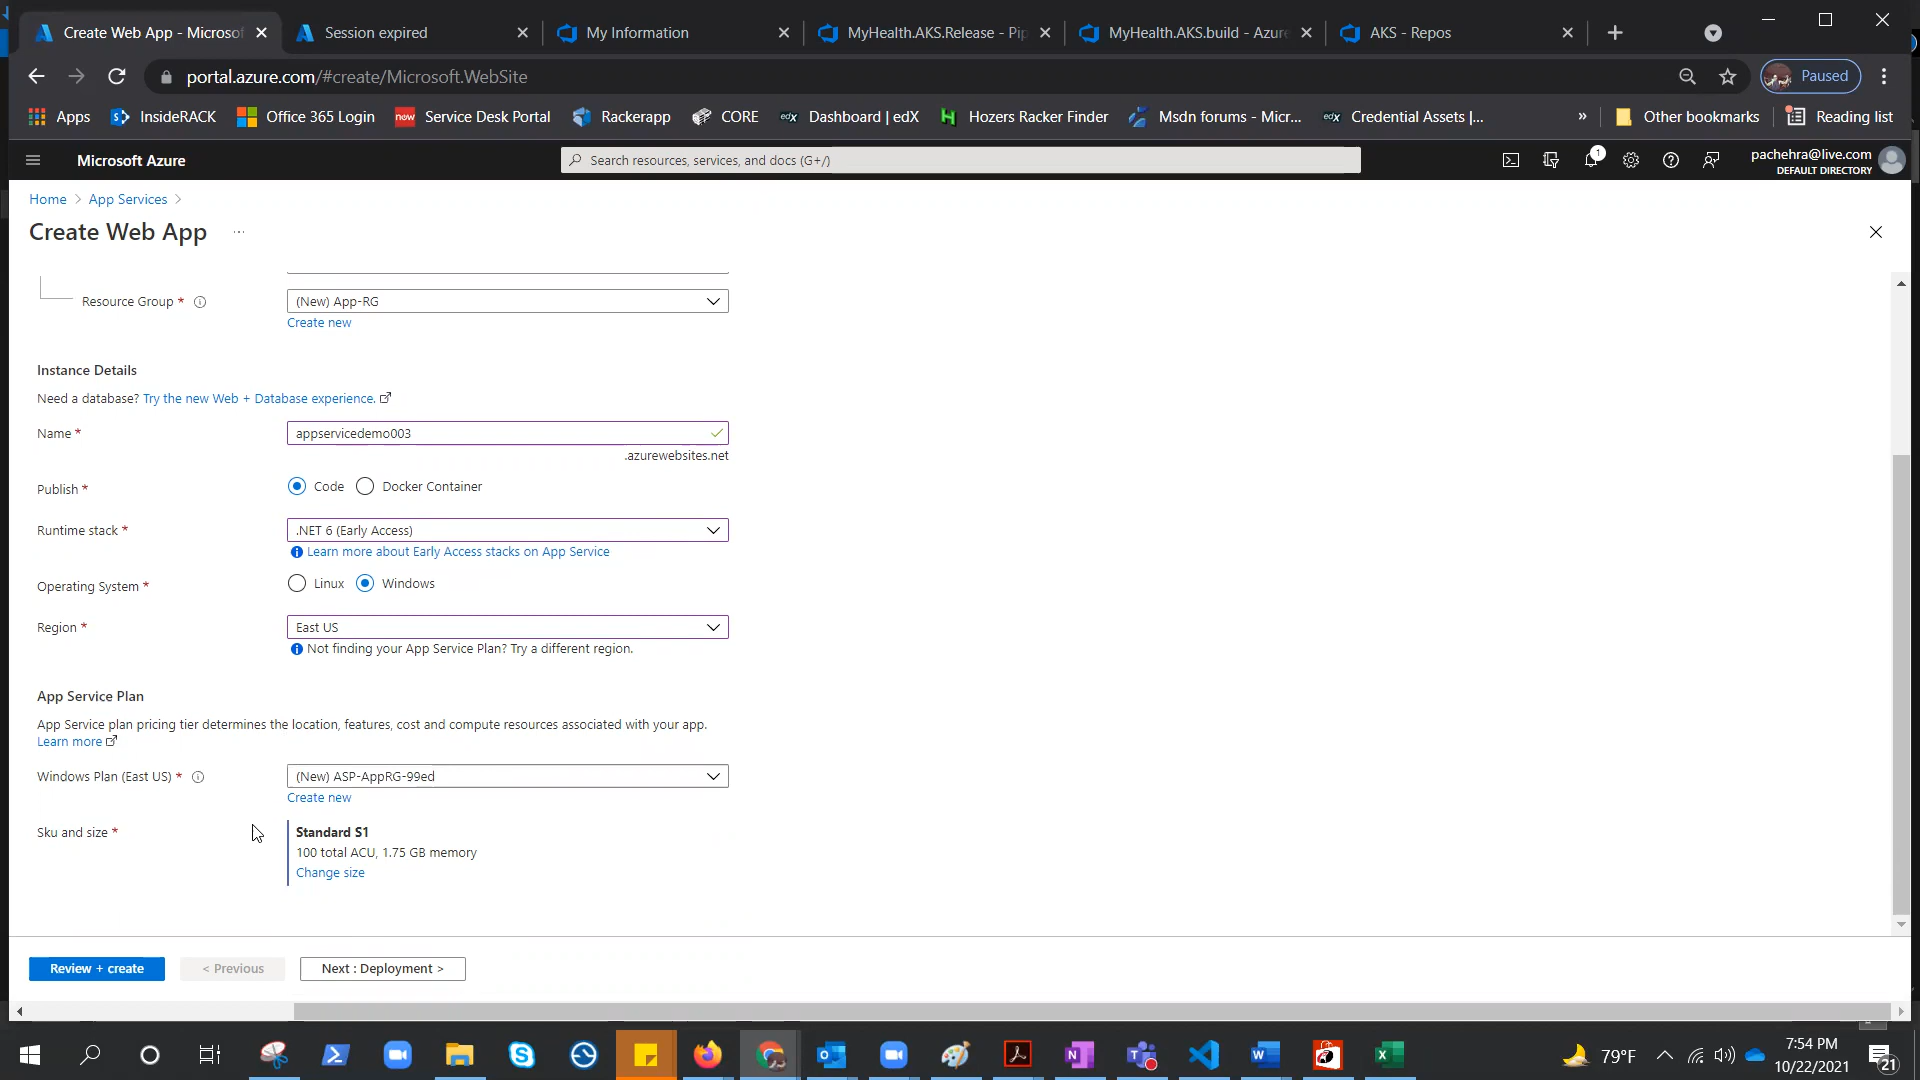 Create Web App - Microsof
Session expired
My Information
MyHealth.AKS.Release - Pip
MyHealth.AKS.build - Azure
AKS - Repos
portal.azure.com/#create/Microsoft.WebSite
Paused
Apps
InsideRACK
Office 365 Login
now
Service Desk Portal
Rackerapp
CORE
edX
Dashboard | edX
Hozers Racker Finder
Msdn forums - Micr...
edX
Credential Assets |...
»
Other bookmarks
Reading list
Microsoft Azure
Search resources, services, and docs (G+/)
1
pachehra@live.com
DEFAULT DIRECTORY
Home > App Services >
Create Web App ...
Resource Group *
(New) App-RG
Create new
Instance Details
Need a database? Try the new Web + Database experience.
Name *
appservicedemo003
.azurewebsites.net
Publish *
Code
Docker Container
Runtime stack *
.NET 6 (Early Access)
Learn more about Early Access stacks on App Service
Operating System *
Linux
Windows
Region *
East US
Not finding your App Service Plan? Try a different region.
App Service Plan
App Service plan pricing tier determines the location, features, cost and compute resources associated with your app.
Learn more
Windows Plan (East US) *
(New) ASP-AppRG-99ed
Create new
Sku and size *
Standard S1
100 total ACU, 1.75 GB memory
Change size
Review + create
< Previous
Next : Deployment >
79°F
7:54 PM
10/22/2021
21